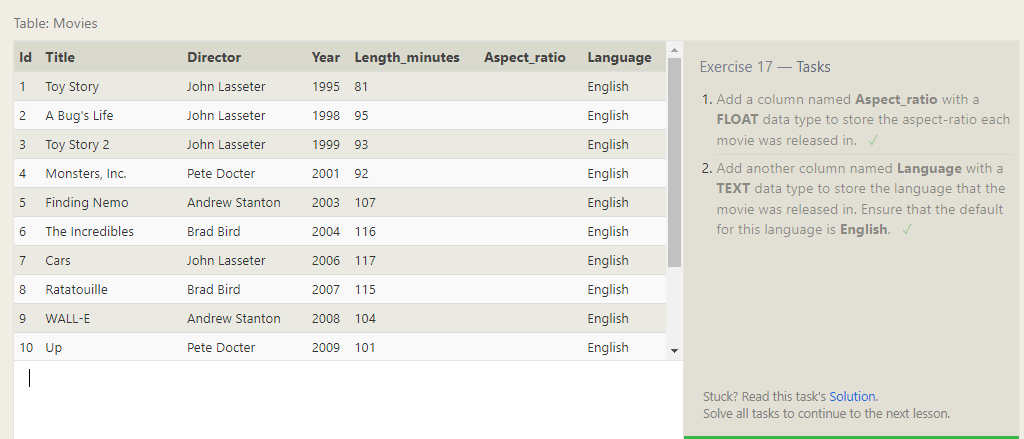 Table: Movies
Id Title Director Year Length_minutes Aspect_ratio Language
1 Toy Story John Lasseter 1995 81 English
2 A Bug's Life John Lasseter 1998 95 English
3 Toy Story 2 John Lasseter 1999 93 English
4 Monsters, Inc. Pete Docter 2001 92 English
5 Finding Nemo Andrew Stanton 2003 107 English
6 The Incredibles Brad Bird 2004 116 English
7 Cars John Lasseter 2006 117 English
8 Ratatouille Brad Bird 2007 115 English
9 WALL-E Andrew Stanton 2008 104 English
10 Up Pete Docter 2009 101 English
Exercise 17 — Tasks
1. Add a column named Aspect_ratio with a
FLOAT data type to store the aspect-ratio each
movie was released in. ✓
2. Add another column named Language with a
TEXT data type to store the language that the
movie was released in. Ensure that the default
for this language is English. ✓
Stuck? Read this task's Solution.
Solve all tasks to continue to the next lesson.